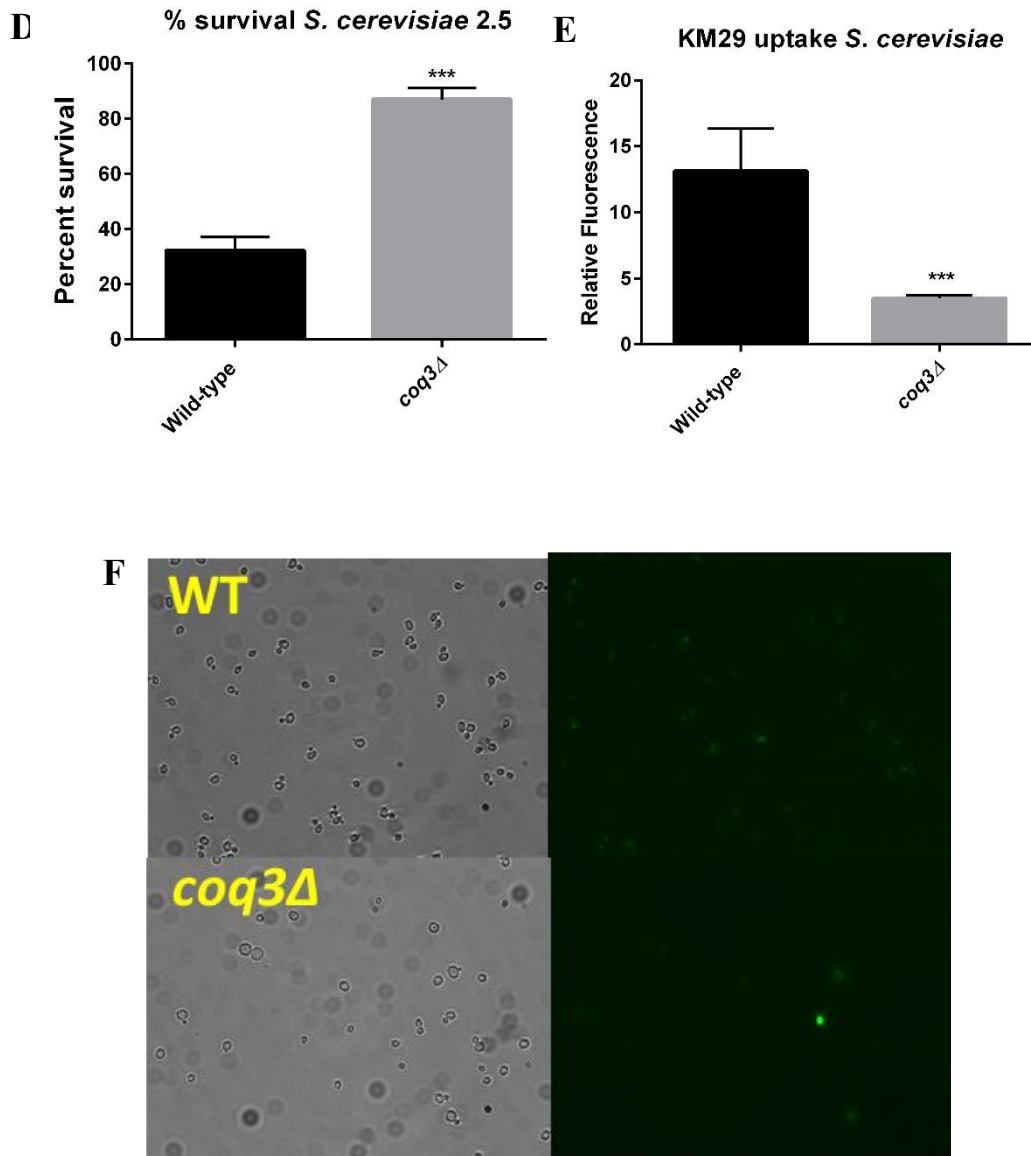 D
% survival S. cerevisiae 2.5
Percent survival
100
80
60
40
20
0
***
Wild-type
coq3Δ
E
KM29 uptake S. cerevisiae
Relative Fluorescence
20
15
10
5
0
***
Wild-type
coq3Δ
F
WT
coq3Δ